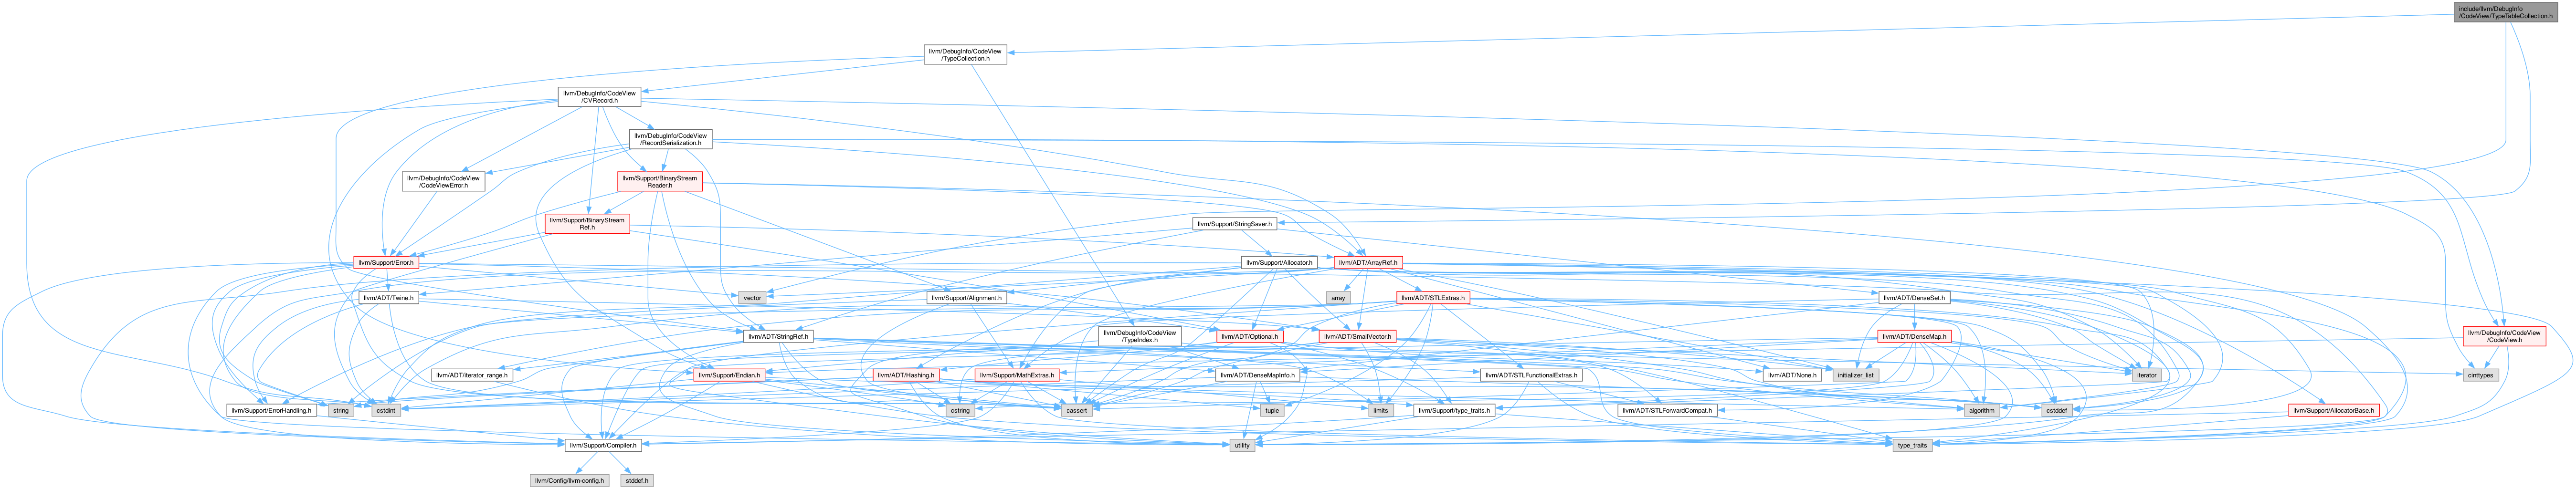 include/llvm/DebugInfo
/CodeView/TypeTableCollection.h
llvm/DebugInfo/CodeView
/TypeCollection.h
llvm/DebugInfo/CodeView
/CVRecord.h
llvm/DebugInfo/CodeView
/RecordSerialization.h
llvm/DebugInfo/CodeView
/CodeViewError.h
llvm/Support/BinaryStream
Reader.h
llvm/Support/BinaryStream
Ref.h
llvm/Support/StringSaver.h
llvm/Support/Error.h
llvm/Support/Allocator.h
llvm/ADT/ArrayRef.h
llvm/ADT/Twine.h
vector
llvm/Support/Alignment.h
array
llvm/ADT/STLExtras.h
llvm/ADT/DenseSet.h
llvm/ADT/StringRef.h
llvm/DebugInfo/CodeView
/TypeIndex.h
llvm/ADT/Optional.h
llvm/ADT/SmallVector.h
llvm/ADT/DenseMap.h
llvm/DebugInfo/CodeView
/CodeView.h
llvm/ADT/iterator_range.h
llvm/Support/Endian.h
llvm/ADT/Hashing.h
llvm/Support/MathExtras.h
llvm/ADT/DenseMapInfo.h
llvm/ADT/STLFunctionalExtras.h
llvm/ADT/None.h
initializer_list
iterator
cinttypes
llvm/Support/ErrorHandling.h
string
cstdint
cstring
cassert
tuple
limits
llvm/Support/type_traits.h
llvm/ADT/STLForwardCompat.h
algorithm
cstddef
llvm/Support/AllocatorBase.h
llvm/Support/Compiler.h
utility
type_traits
llvm/Config/llvm-config.h
stddef.h